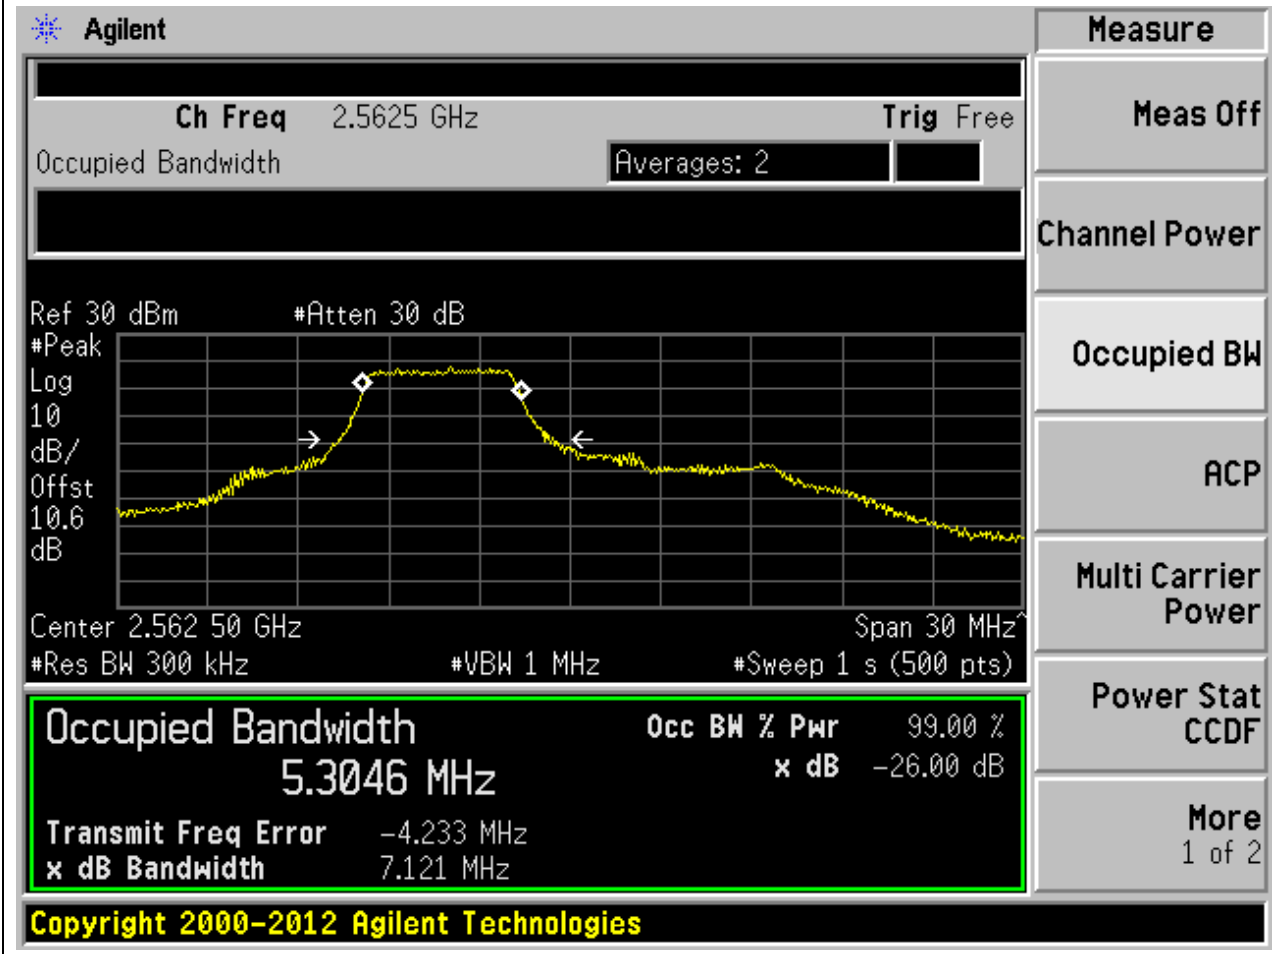 Agilent
Measure
Ch Freq 2.5625 GHz Trig Free
Occupied Bandwidth Averages: 2
Meas Off
Channel Power
Occupied BW
ACP
Multi Carrier
Power
Power Stat
CCDF
More
1 of 2
Ref 30 dBm #Atten 30 dB
#Peak
Log
10
dB/
Offst
10.6
dB
Center 2.562 50 GHz Span 30 MHz^
#Res BW 300 kHz #VBW 1 MHz #Sweep 1 s (500 pts)
Occupied Bandwidth Occ BW % Pwr 99.00 %
5.3046 MHz x dB -26.00 dB
Transmit Freq Error -4.233 MHz
x dB Bandwidth 7.121 MHz
Copyright 2000-2012 Agilent Technologies